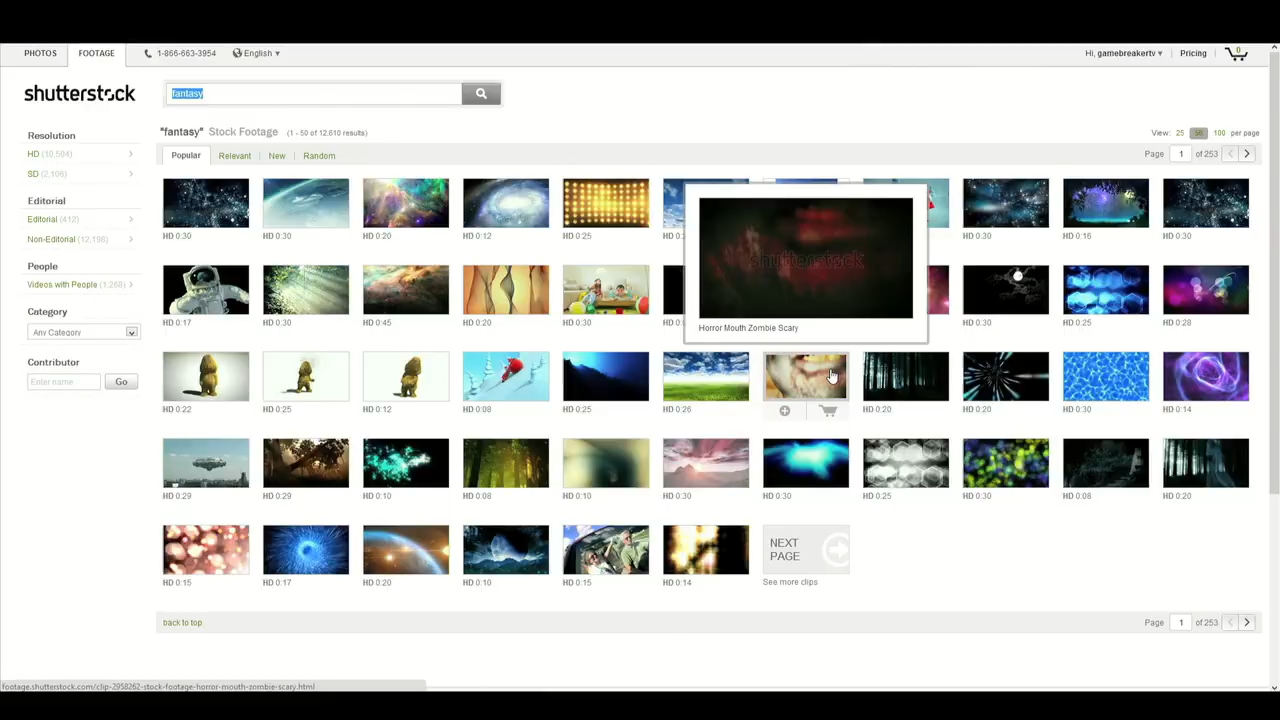 PHOTOS
FOOTAGE
1-866-663-3954
English
Hi, gamebreakertv
Pricing
0
shutterstock
fantasy
"fantasy" Stock Footage (1 - 50 of 12,610 results)
View: 25 50 100 per page
Popular
Relevant
New
Random
Page 1 of 253
Resolution
HD (10,504)
SD (2,106)
Editorial
Editorial (412)
Non-Editorial (12,198)
People
Videos with People (1,268)
Category
Any Category
Contributor
Enter name
Go
HD 0:30
HD 0:30
HD 0:20
HD 0:12
HD 0:25
HD 0:30
HD 0:16
HD 0:30
shutterstock
Horror Mouth Zombie Scary
HD 0:17
HD 0:30
HD 0:45
HD 0:20
HD 0:30
HD 0:30
HD 0:25
HD 0:28
HD 0:22
HD 0:25
HD 0:12
HD 0:08
HD 0:25
HD 0:26
HD 0:20
HD 0:20
HD 0:30
HD 0:14
HD 0:29
HD 0:29
HD 0:10
HD 0:08
HD 0:10
HD 0:30
HD 0:30
HD 0:25
HD 0:30
HD 0:08
HD 0:20
HD 0:15
HD 0:17
HD 0:20
HD 0:10
HD 0:15
HD 0:14
NEXT
PAGE
See more clips
back to top
Page 1 of 253
footage.shutterstock.com/clip-2958262-stock-footage-horror-mouth-zombie-scary.html